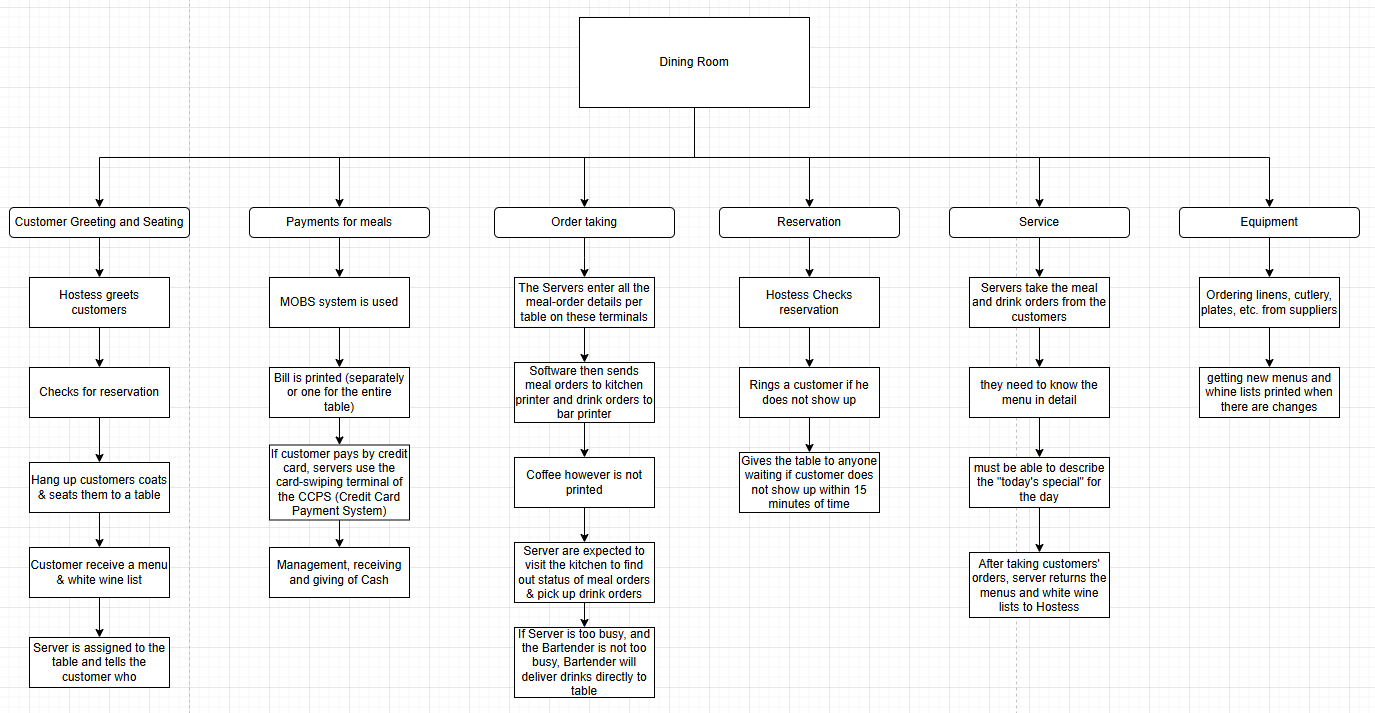 Dining Room
Customer Greeting and Seating
Payments for meals
Order taking
Reservation
Service
Equipment
Hostess greets
customers
Checks for reservation
Hang up customers coats
& seats them to a table
Customer receive a menu
& white wine list
Server is assigned to the
table and tells the
customer who
MOBS system is used
Bill is printed (separately
or one for the entire
table)
If customer pays by credit
card, servers use the
card-swiping terminal of
the CCPS (Credit Card
Payment System)
Management, receiving
and giving of Cash
The Servers enter all the
meal-order details per
table on these terminals
Software then sends
meal orders to kitchen
printer and drink orders to
bar printer
Coffee however is not
printed
Server are expected to
visit the kitchen to find
out status of meal orders
& pick up drink orders
If Server is too busy, and
the Bartender is not too
busy, Bartender will
deliver drinks directly to
table
Hostess Checks
reservation
Rings a customer if he
does not show up
Gives the table to anyone
waiting if customer does
not show up within 15
minutes of time
Servers take the meal
and drink orders from the
customers
they need to know the
menu in detail
must be able to describe
the "today's special" for
the day
After taking customers'
orders, server returns the
menus and white wine
lists to Hostess
Ordering linens, cutlery,
plates, etc. from suppliers
getting new menus and
whine lists printed when
there are changes